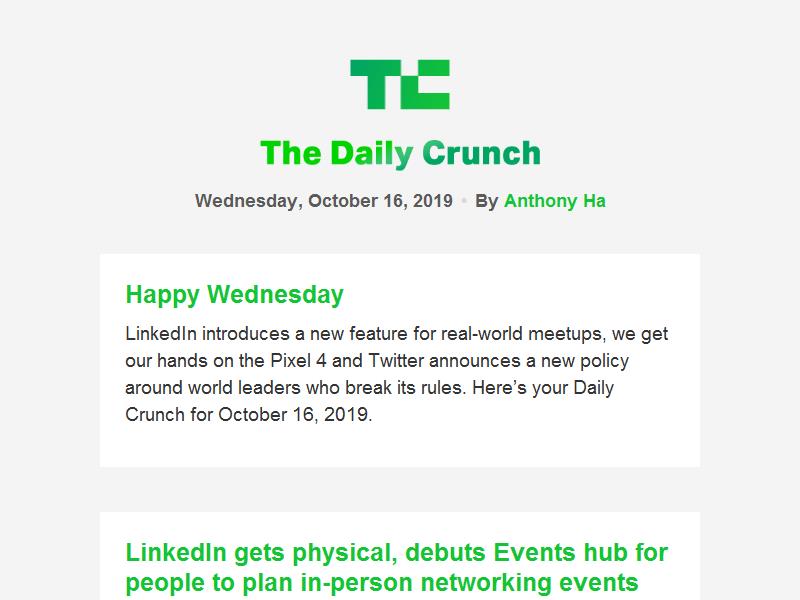 TC
The Daily Crunch
Wednesday, October 16, 2019 • By Anthony Ha
Happy Wednesday
LinkedIn introduces a new feature for real-world meetups, we get
our hands on the Pixel 4 and Twitter announces a new policy
around world leaders who break its rules. Here’s your Daily
Crunch for October 16, 2019.
LinkedIn gets physical, debuts Events hub for
people to plan in-person networking events